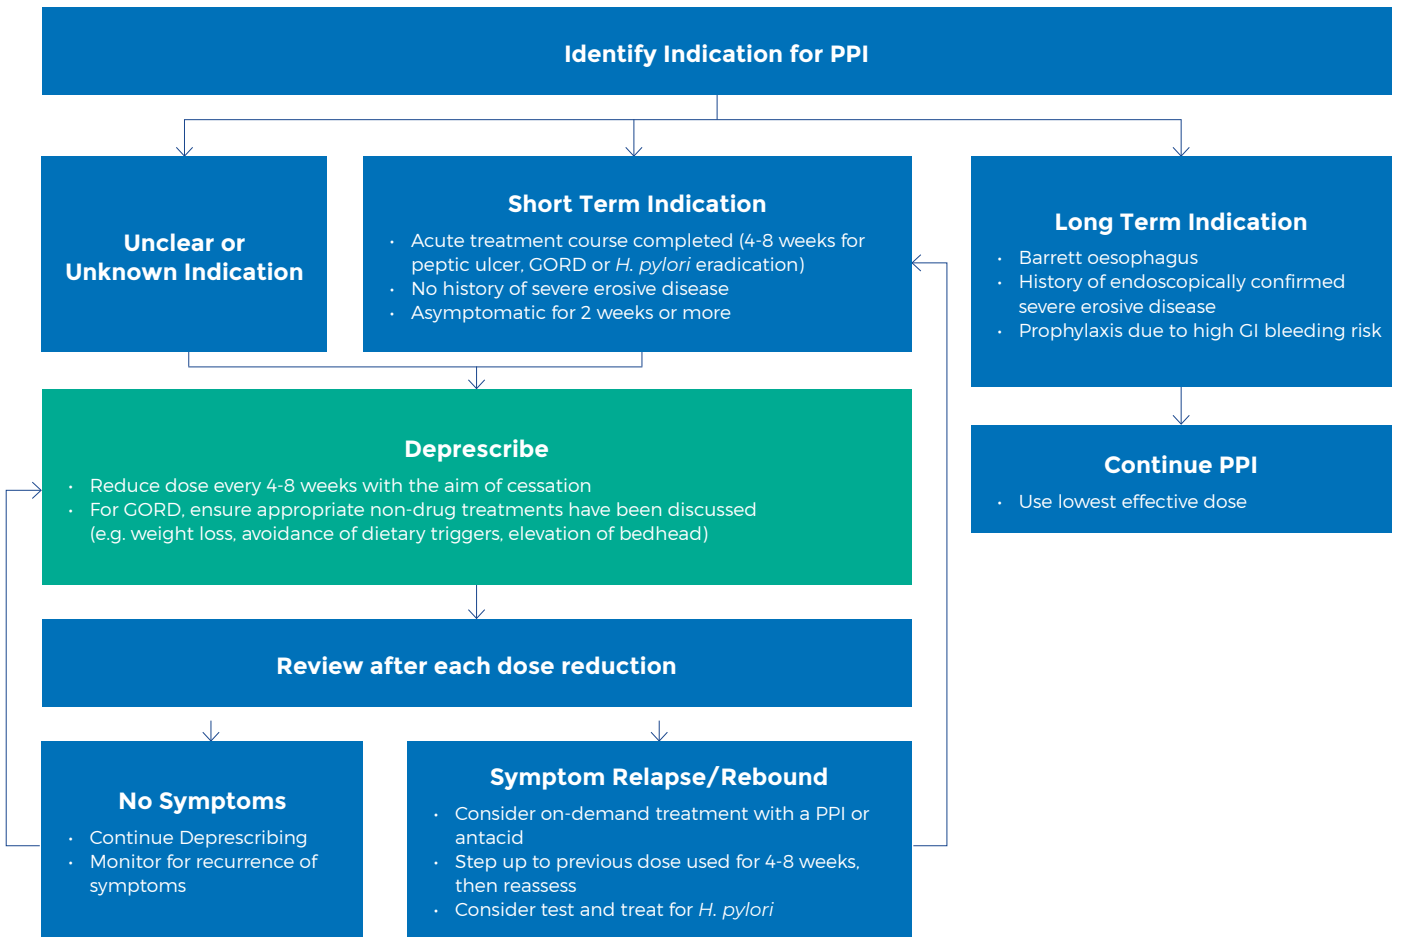 Identify Indication for PPI
Unclear or
Unknown Indication
Short Term Indication
• Acute treatment course completed (4-8 weeks for
peptic ulcer, GORD or H. pylori eradication)
• No history of severe erosive disease
• Asymptomatic for 2 weeks or more
Long Term Indication
• Barrett oesophagus
• History of endoscopically confirmed
severe erosive disease
• Prophylaxis due to high GI bleeding risk
Deprescribe
• Reduce dose every 4-8 weeks with the aim of cessation
• For GORD, ensure appropriate non-drug treatments have been discussed
(e.g. weight loss, avoidance of dietary triggers, elevation of bedhead)
Continue PPI
• Use lowest effective dose
Review after each dose reduction
No Symptoms
• Continue Deprescribing
• Monitor for recurrence of
symptoms
Symptom Relapse/Rebound
• Consider on-demand treatment with a PPI or
antacid
• Step up to previous dose used for 4-8 weeks,
then reassess
• Consider test and treat for H. pylori